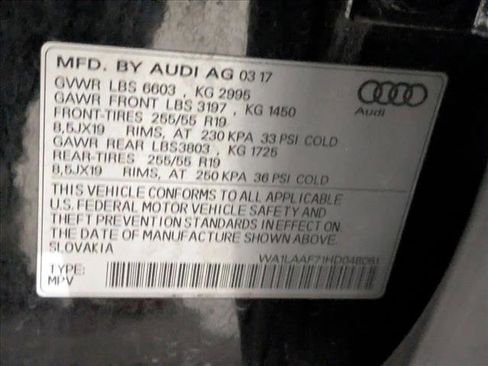 MFD. BY AUDI AG 03 17
GVWR LBS 6603 , KG 2995
GAWR FRONT LBS 3197 , KG 1450
FRONT-TIRES 255/55 R19
8,5JX19 RIMS, AT 230 KPA 33 PSI COLD
GAWR REAR LBS3803 , KG 1725
REAR-TIRES 255/55 R19
8,5JX19 RIMS, AT 250 KPA 36 PSI COLD
Audi
THIS VEHICLE CONFORMS TO ALL APPLICABLE
U.S. FEDERAL MOTOR VEHICLE SAFETY AND
THEFT PREVENTION STANDARDS IN EFFECT ON
THE DATE OF MANUFACTURE SHOWN ABOVE.
SLOVAKIA
WA1LAAF71HD048061
TYPE:
MPV